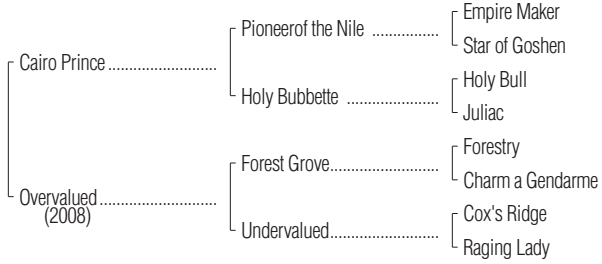 Empire Maker
Pioneerof the Nile ................
Star of Goshen
Cairo Prince ...........................
Holy Bull
Holy Bubbette ......................
Juliac
Forestry
Forest Grove...........................
Charm a Gendarme
Overvalued.............................
(2008)
Cox's Ridge
Undervalued...........................
Raging Lady